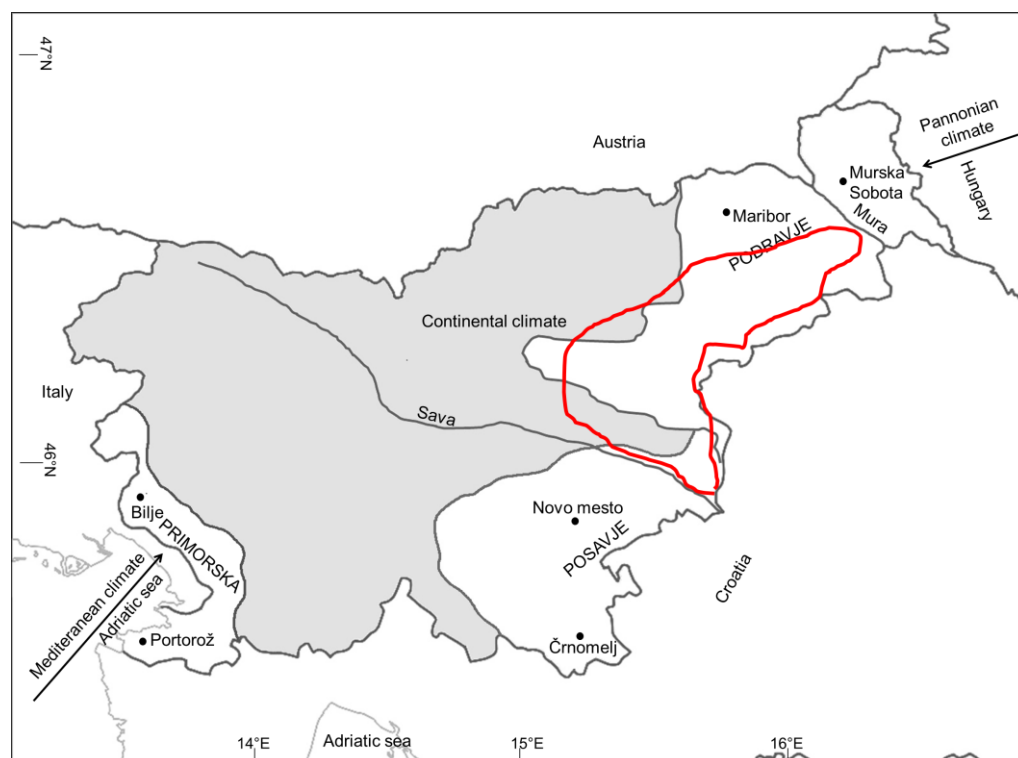 47°N
Pannonian
climate
Austria
Hungary
Murska
Sobota
Mura
Maribor
PODRAVJE
Continental climate
Italy
Sava
46°N
Bilje
PRIMORSKA
Novo mesto
POSAVJE
Croatia
Mediteranean climate
Adriatic sea
Portorož
Črnomelj
Adriatic sea
14°E
15°E
16°E